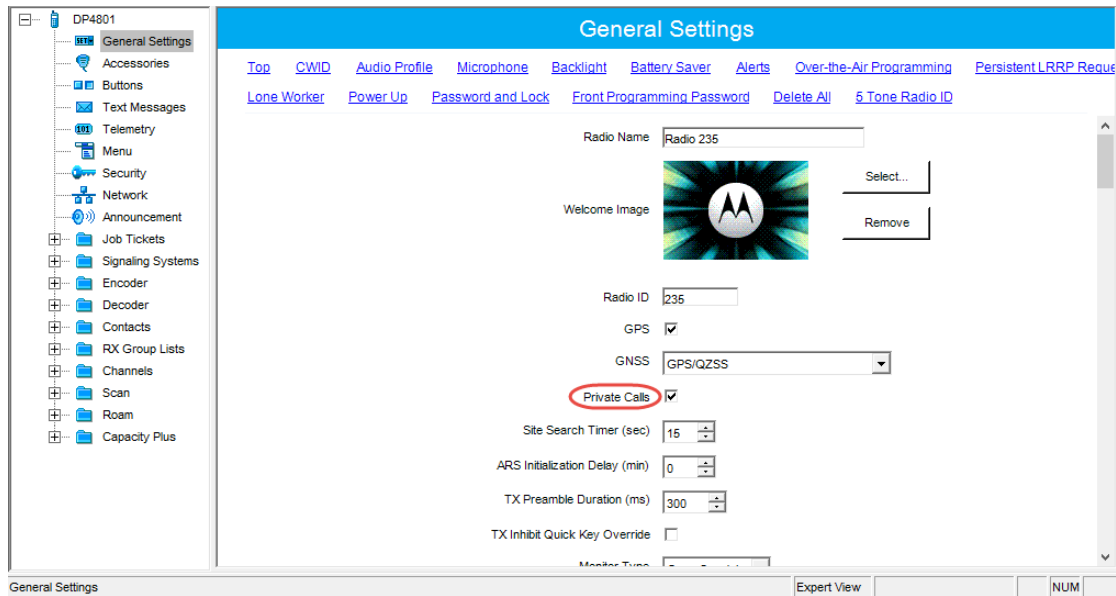 DP4801
General Settings
Accessories
Buttons
Text Messages
Telemetry
Menu
Security
Network
Announcement
Job Tickets
Signaling Systems
Encoder
Decoder
Contacts
RX Group Lists
Channels
Scan
Roam
Capacity Plus
General Settings
Top CWID Audio Profile Microphone Backlight Battery Saver Alerts Over-the-Air Programming Persistent LRRP Reque
Lone Worker Power Up Password and Lock Front Programming Password Delete All 5 Tone Radio ID
Radio Name Radio 235
Welcome Image
Select...
Remove
Radio ID 235
GPS
GNSS GPS/QZSS
Private Calls
Site Search Timer (sec) 15
ARS Initialization Delay (min) 0
TX Preamble Duration (ms) 300
TX Inhibit Quick Key Override
Monitor Type
General Settings Expert View NUM